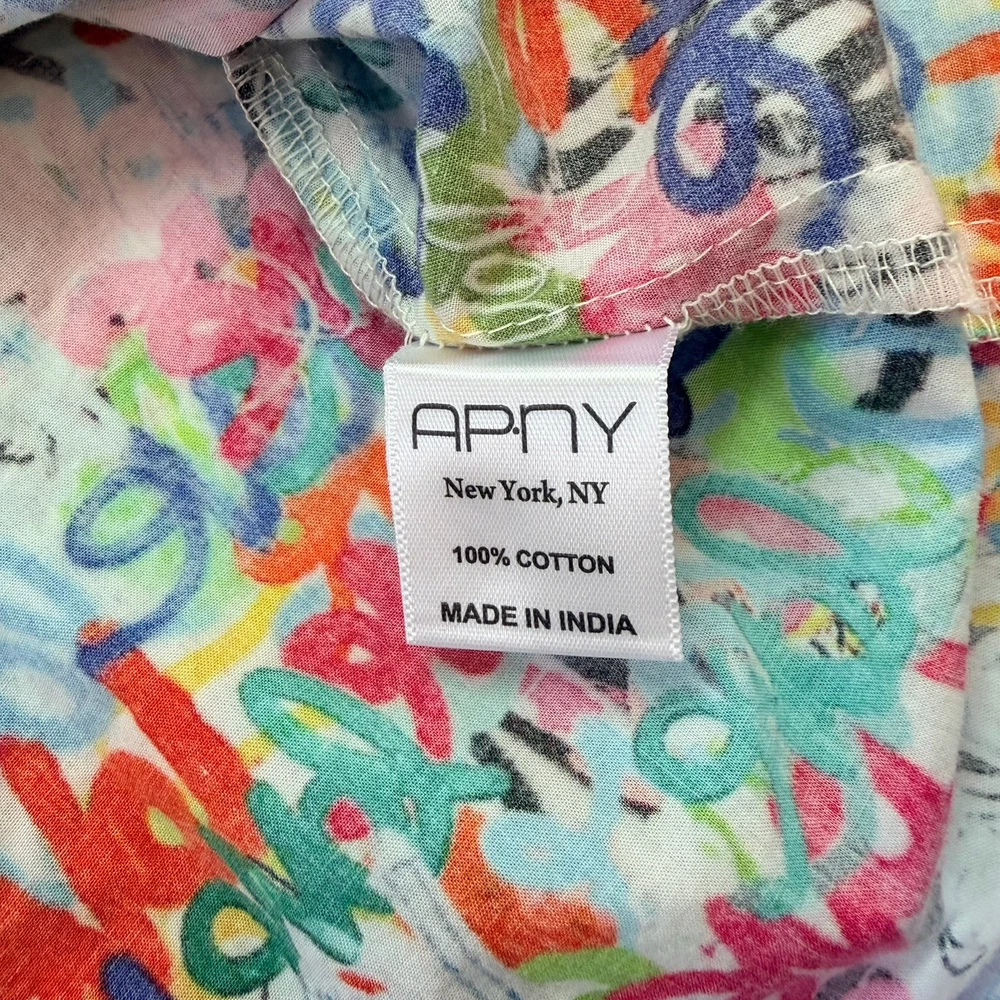 AP.NY
New York, NY
100% COTTON
MADE IN INDIA